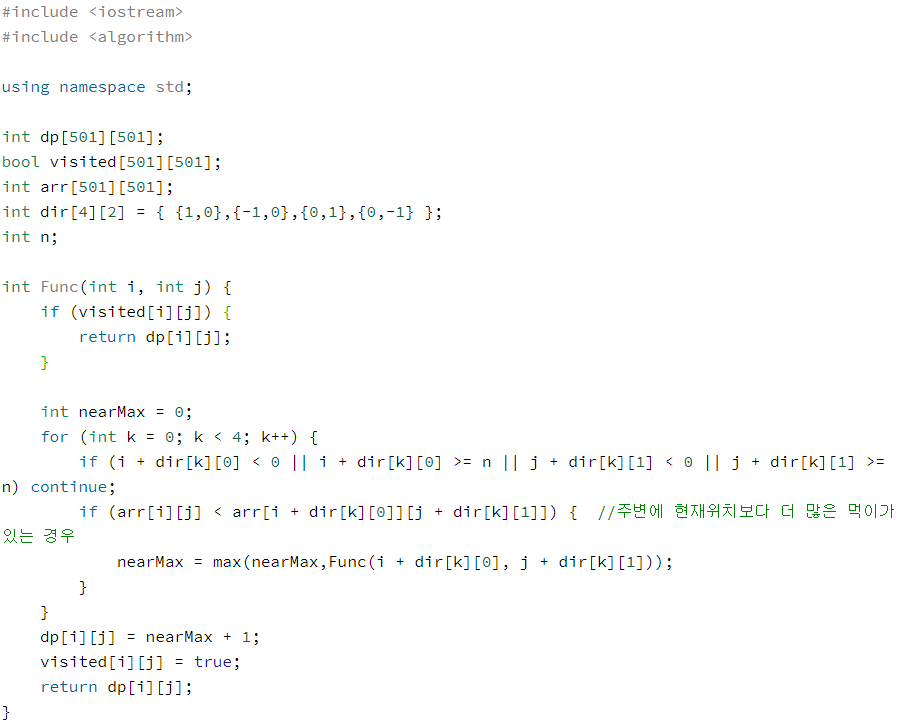 #include <iostream>
#include <algorithm>

using namespace std;

int dp[501][501];
bool visited[501][501];
int arr[501][501];
int dir[4][2] = { {1,0},{-1,0},{0,1},{0,-1} };
int n;

int Func(int i, int j) {
    if (visited[i][j]) {
        return dp[i][j];
    }

    int nearMax = 0;
    for (int k = 0; k < 4; k++) {
        if (i + dir[k][0] < 0 || i + dir[k][0] >= n || j + dir[k][1] < 0 || j + dir[k][1] >=
n) continue;
        if (arr[i][j] < arr[i + dir[k][0]][j + dir[k][1]]) {  //주변에 현재위치보다 더 많은 먹이가
있는 경우
            nearMax = max(nearMax,Func(i + dir[k][0], j + dir[k][1]));
        }
    }
    dp[i][j] = nearMax + 1;
    visited[i][j] = true;
    return dp[i][j];
}